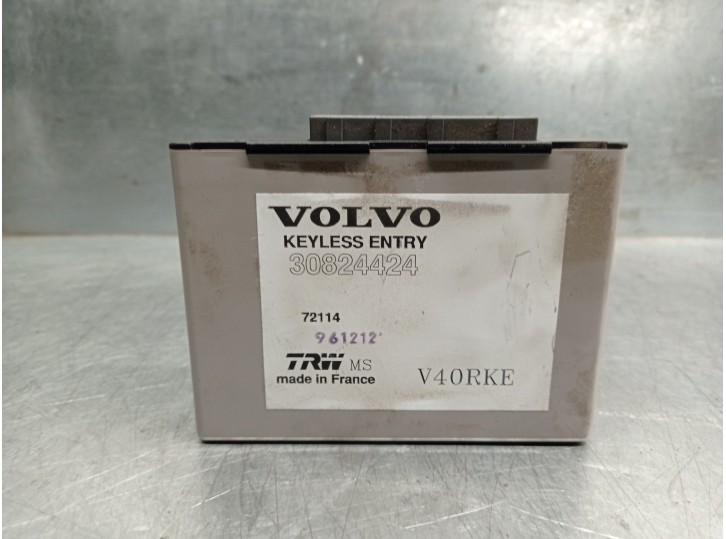 VOLVO
KEYLESS ENTRY
30824424
72114
961212
TRW MS
made in France
V40RKE